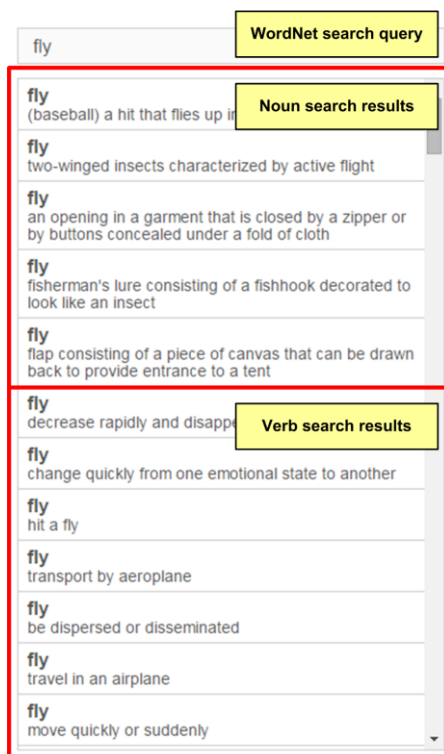 WordNet search query
fly
Noun search results
fly
(baseball) a hit that flies up
fly
two-winged insects characterized by active flight
fly
an opening in a garment that is closed by a zipper or
by buttons concealed under a fold of cloth
fly
fisherman's lure consisting of a fishhook decorated to
look like an insect
fly
flap consisting of a piece of canvas that can be drawn
back to provide entrance to a tent
Verb search results
fly
decrease rapidly and
fly
change quickly from one emotional state to another
fly
hit a fly
fly
transport by aeroplane
fly
be dispersed or disseminated
fly
travel in an airplane
fly
move quickly or suddenly